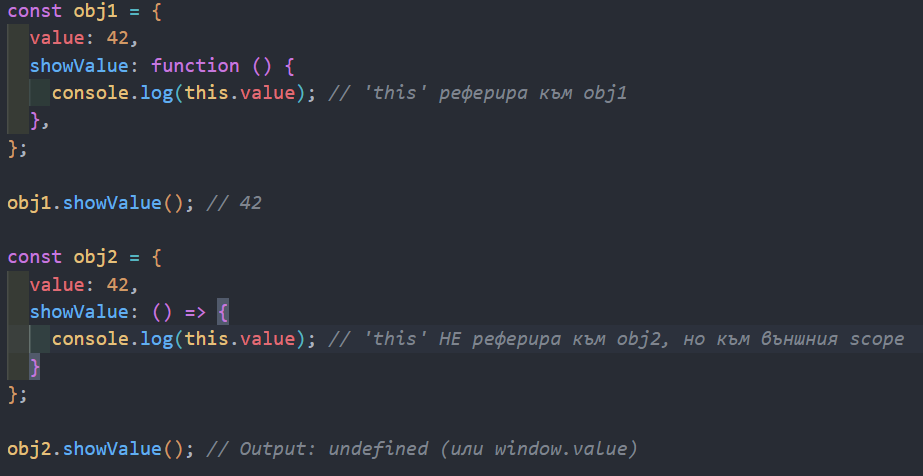 const obj1 = {
  value: 42,
  showValue: function () {
    console.log(this.value); // 'this' реферира към obj1
  },
};

obj1.showValue(); // 42

const obj2 = {
  value: 42,
  showValue: () => {
    console.log(this.value); // 'this' НЕ реферира към obj2, но към външния scope
  }
};

obj2.showValue(); // Output: undefined (или window.value)